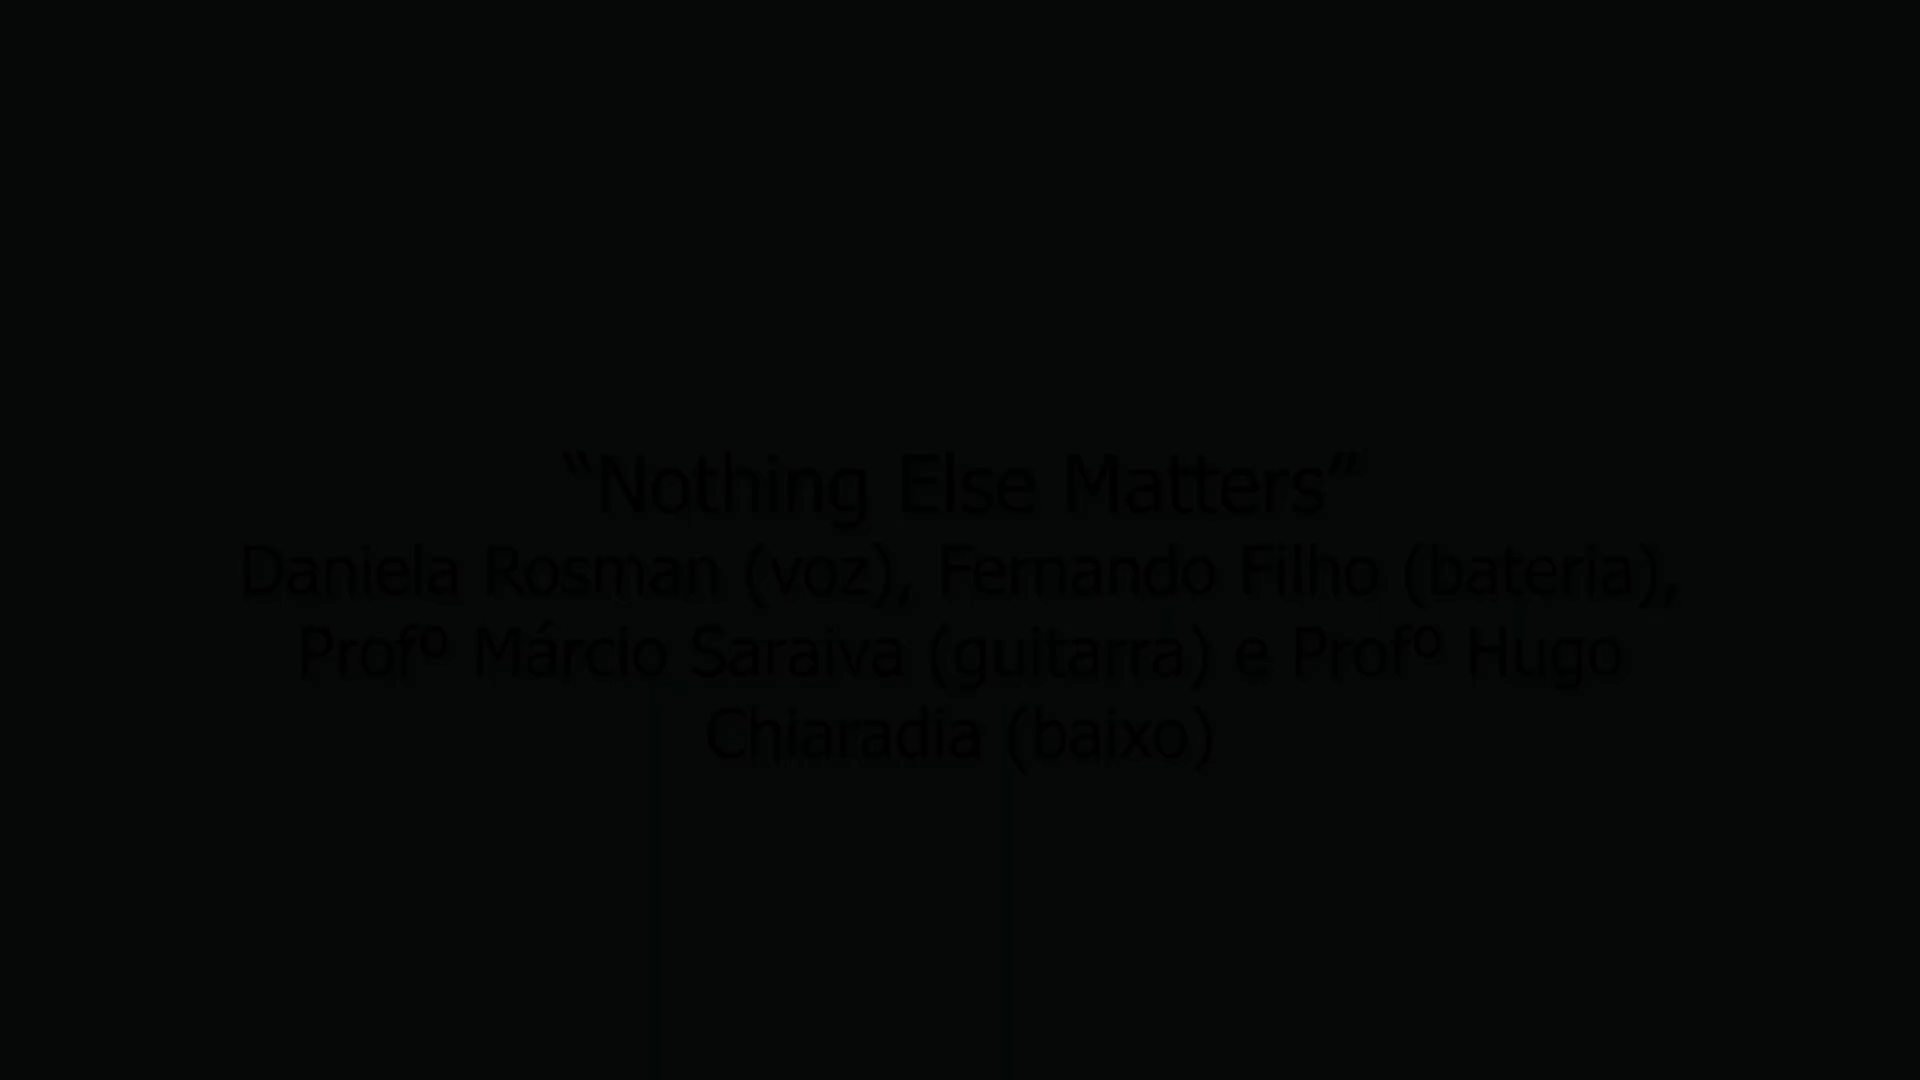 “Nothing Else Matters”
Daniela Rosman (voz), Fernando Filho (bateria),
Profº Márcio Saraiva (guitarra) e Profº Hugo
Chiaradia (baixo)